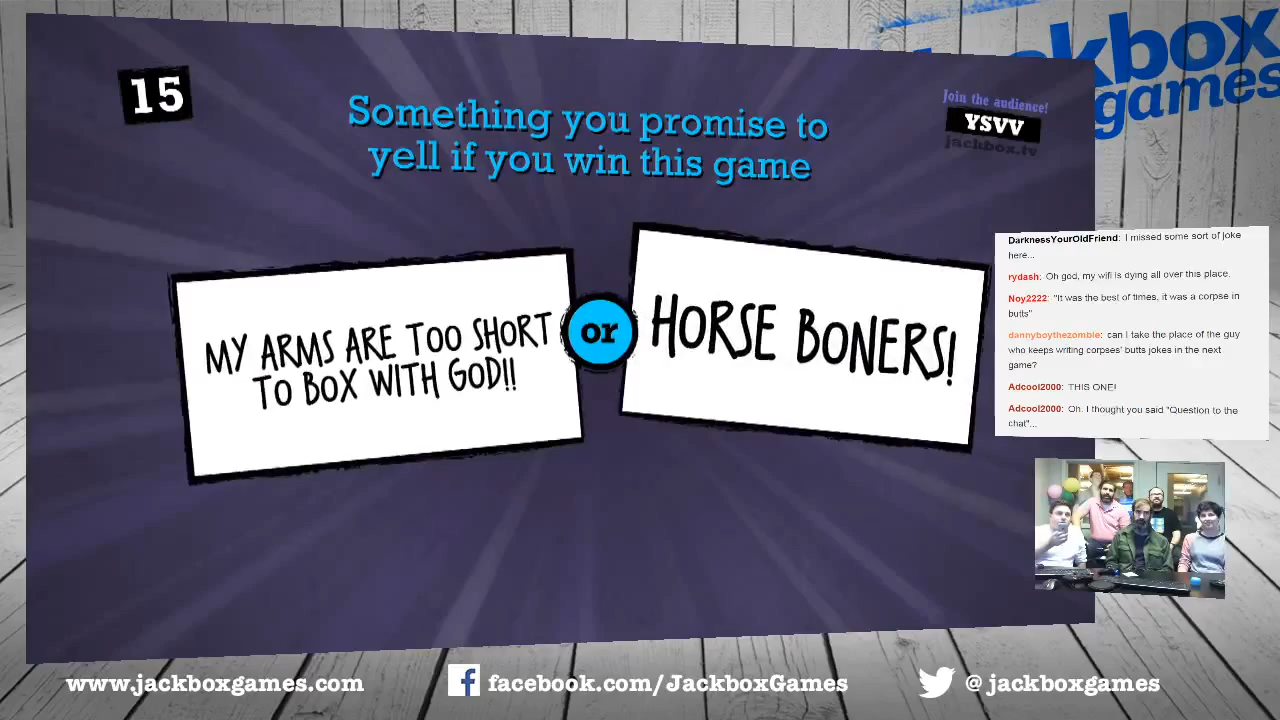 15
Something you promise to
yell if you win this game
Join the audience!
YSVV
jackbox.tv
jackbox
games
MY ARMS ARE TOO SHORT
TO BOX WITH GOD!!
or
HORSE BONERS!
DarknessYourOldFriend: I missed some sort of joke
here...
rydash: Oh god, my wifi is dying all over this place.
Noy2222: "It was the best of times, it was a corpse in
butts"
dannyboythezombie: can I take the place of the guy
who keeps writing corpses' butts jokes in the next
game?
Adcool2000: THIS ONE!
Adcool2000: Oh. I thought you said "Question to the
chat"...
www.jackboxgames.com
facebook.com/JackboxGames
@jackboxgames